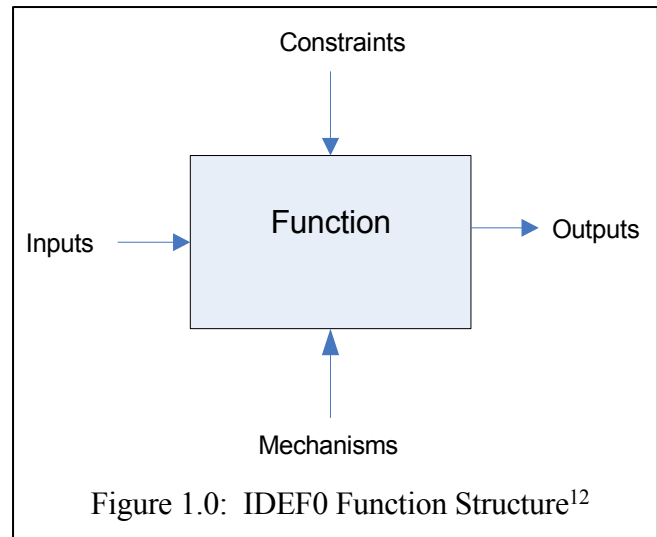 Constraints
Function
Inputs
Outputs
Mechanisms
Figure 1.0: IDEF0 Function Structure12